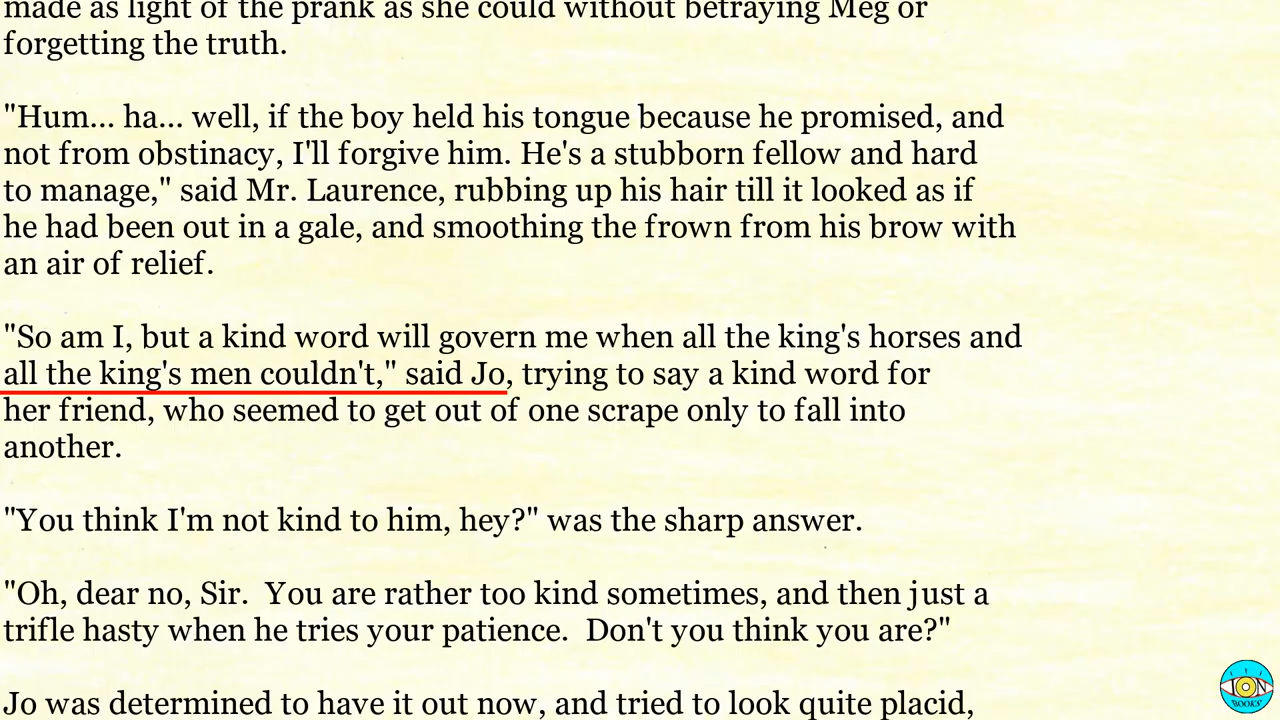 made as light of the prank as she could without betraying Meg or
forgetting the truth.
"Hum... ha... well, if the boy held his tongue because he promised, and
not from obstinacy, I'll forgive him. He's a stubborn fellow and hard
to manage," said Mr. Laurence, rubbing up his hair till it looked as if
he had been out in a gale, and smoothing the frown from his brow with
an air of relief.
"So am I, but a kind word will govern me when all the king's horses and
all the king's men couldn't," said Jo, trying to say a kind word for
her friend, who seemed to get out of one scrape only to fall into
another.
"You think I'm not kind to him, hey?" was the sharp answer.
"Oh, dear no, Sir.  You are rather too kind sometimes, and then just a
trifle hasty when he tries your patience.  Don't you think you are?"
Jo was determined to have it out now, and tried to look quite placid,
ION
BOOKS